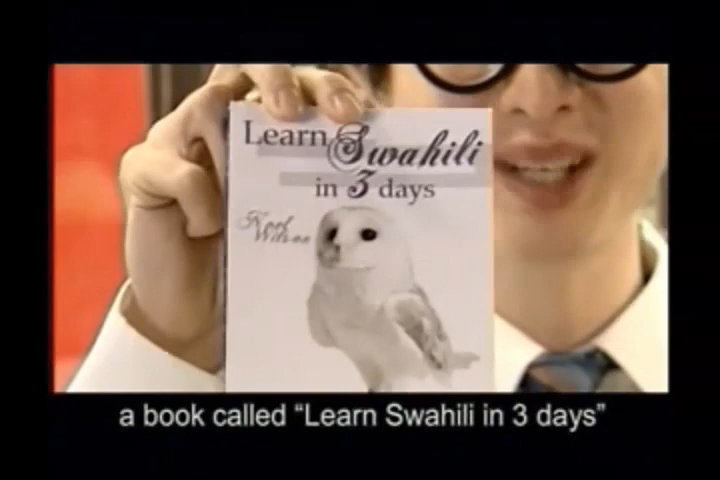 Learn Swahili
in 3 days
a book called “Learn Swahili in 3 days”